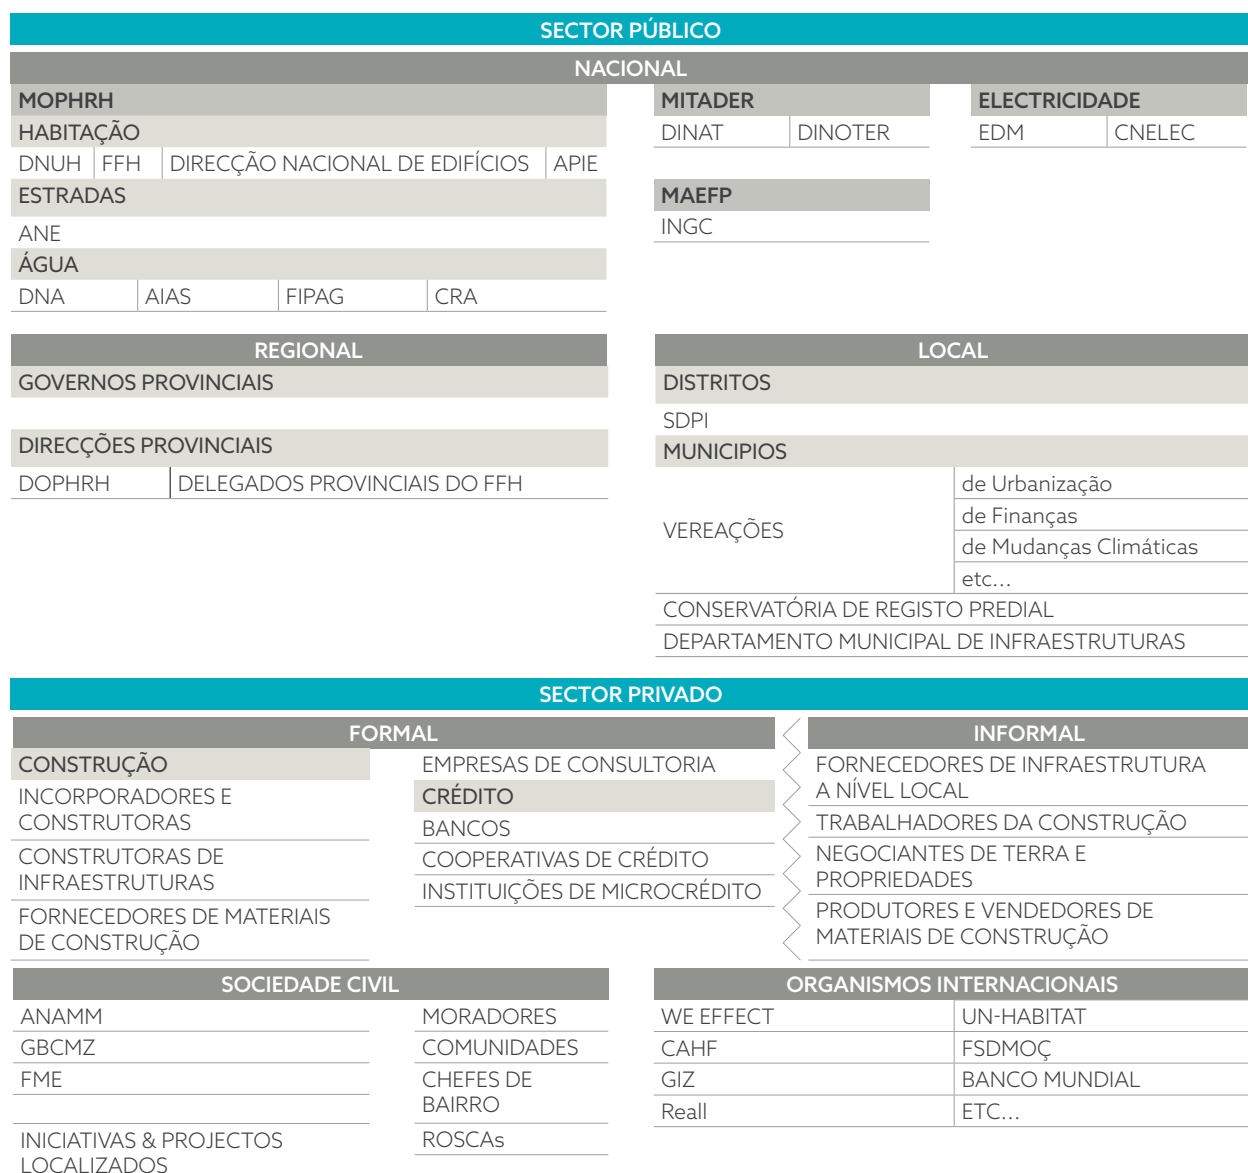 SECTOR PÚBLICO
NACIONAL
MOPHRH
HABITAÇÃO
DNUH FFH DIRECÇÃO NACIONAL DE EDIFÍCIOS APIE
ESTRADAS
ANE
ÁGUA
DNA AIAS FIPAG CRA
MITADER
DINAT DINOTER
MAEFP
INGC
ELECTRICIDADE
EDM CNELEC
REGIONAL
GOVERNOS PROVINCIAIS
DIRECÇÕES PROVINCIAIS
DOPHRH DELEGADOS PROVINCIAIS DO FFH
LOCAL
DISTRITOS
SDPI
MUNICIPIOS
VEREAÇÕES
de Urbanização
de Finanças
de Mudanças Climáticas
etc...
CONSERVATÓRIA DE REGISTO PREDIAL
DEPARTAMENTO MUNICIPAL DE INFRAESTRUTURAS
SECTOR PRIVADO
FORMAL
CONSTRUÇÃO
INCORPORADORES E
CONSTRUTORAS
CONSTRUTORAS DE
INFRAESTRUTURAS
FORNECEDORES DE MATERIAIS
DE CONSTRUÇÃO
EMPRESAS DE CONSULTORIA
CRÉDITO
BANCOS
COOPERATIVAS DE CRÉDITO
INSTITUIÇÕES DE MICROCRÉDITO
INFORMAL
FORNECEDORES DE INFRAESTRUTURA
A NÍVEL LOCAL
TRABALHADORES DA CONSTRUÇÃO
NEGOCIANTES DE TERRA E
PROPRIEDADES
PRODUTORES E VENDEDORES DE
MATERIAIS DE CONSTRUÇÃO
SOCIEDADE CIVIL
ANAMM
GBCMZ
FME
INICIATIVAS & PROJECTOS
LOCALIZADOS
MORADORES
COMUNIDADES
CHEFES DE
BAIRRO
ROSCAs
ORGANISMOS INTERNACIONAIS
WE EFFECT UN-HABITAT
CAHF FSDMOÇ
GIZ BANCO MUNDIAL
Reall ETC...